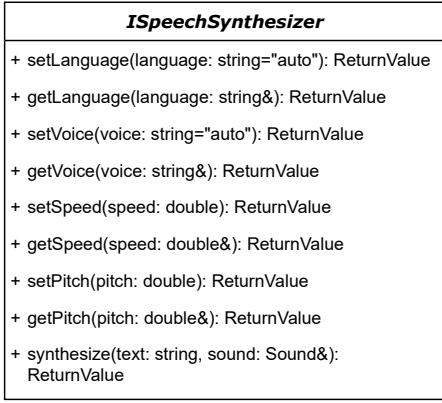 ISpeechSynthesizer
+ setLanguage(language: string="auto"): ReturnValue
+ getLanguage(language: string&): ReturnValue
+ setVoice(voice: string="auto"): ReturnValue
+ getVoice(voice: string&): ReturnValue
+ setSpeed(speed: double): ReturnValue
+ getSpeed(speed: double&): ReturnValue
+ setPitch(pitch: double): ReturnValue
+ getPitch(pitch: double&): ReturnValue
+ synthesize(text: string, sound: Sound&):
ReturnValue